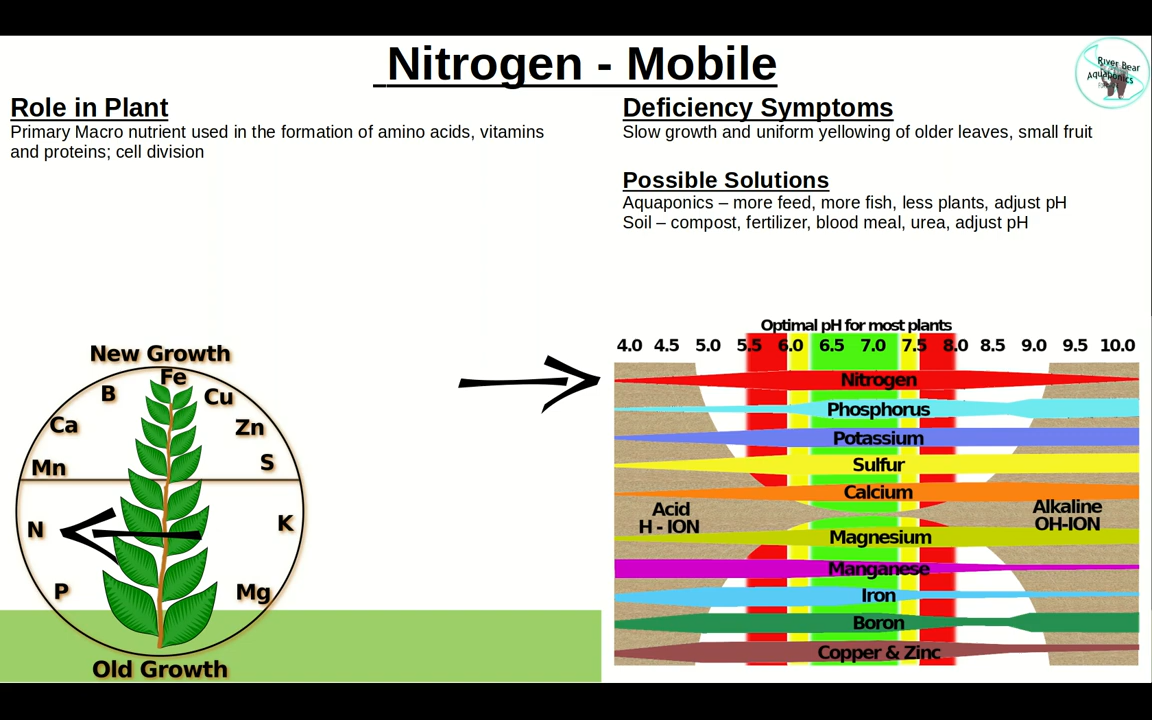 Nitrogen - Mobile
River Bear
Aquaponics
Role in Plant
Primary Macro nutrient used in the formation of amino acids, vitamins
and proteins; cell division
Deficiency Symptoms
Slow growth and uniform yellowing of older leaves, small fruit
Possible Solutions
Aquaponics – more feed, more fish, less plants, adjust pH
Soil – compost, fertilizer, blood meal, urea, adjust pH
New Growth
Fe
B
Cu
Ca
Zn
Mn
S
N
K
P
Mg
Old Growth
Optimal pH for most plants
4.0 4.5 5.0 5.5 6.0 6.5 7.0 7.5 8.0 8.5 9.0 9.5 10.0
Nitrogen
Phosphorus
Potassium
Sulfur
Calcium
Acid
H - ION
Alkaline
OH-ION
Magnesium
Manganese
Iron
Boron
Copper & Zinc